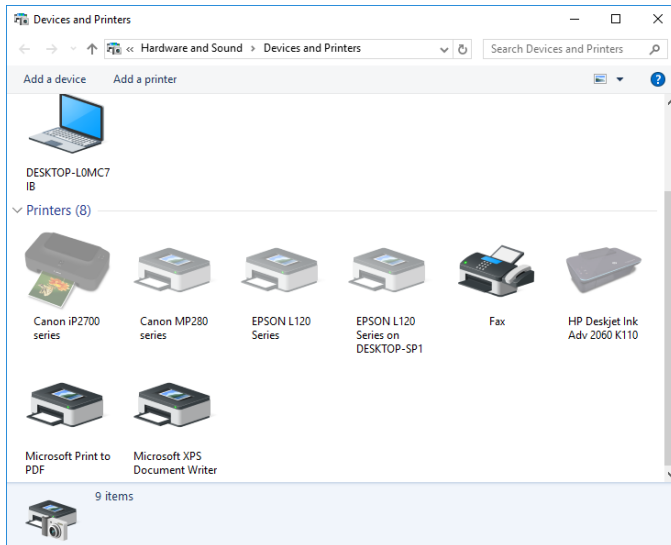 Devices and Printers
« Hardware and Sound > Devices and Printers
Search Devices and Printers
Add a device
Add a printer
?
DESKTOP-L0MC7
IB
Printers (8)
Canon iP2700
series
Canon MP280
series
EPSON L120
Series
EPSON L120
Series on
DESKTOP-SP1
Fax
HP Deskjet Ink
Adv 2060 K110
Microsoft Print to
PDF
Microsoft XPS
Document Writer
9 items